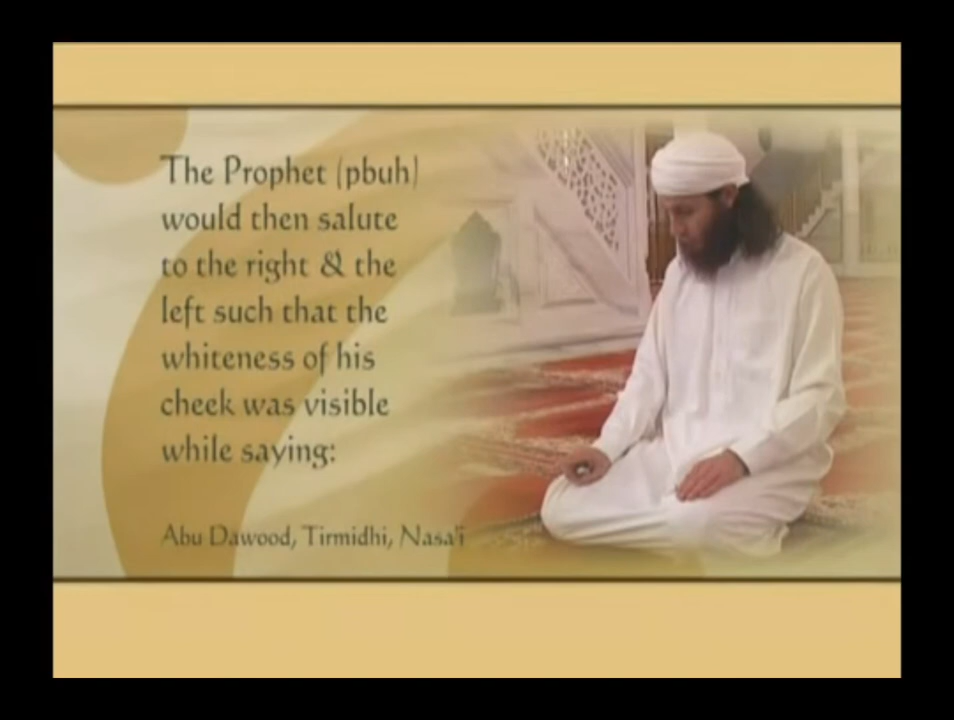 The Prophet (pbuh)
would then salute
to the right & the
left such that the
whiteness of his
cheek was visible
while saying:
Abu Dawood, Tirmidhi, Nasa'i